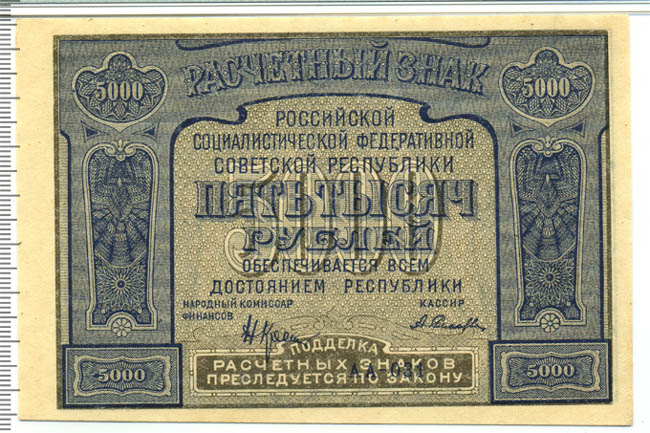 РАСЧЕТНЫЙ ЗНАК
5000 5000
РОССИЙСКОЙ
СОЦИАЛИСТИЧЕСКОЙ ФЕДЕРАТИВНОЙ
СОВЕТСКОЙ РЕСПУБЛИКИ
5000
ПЯТЬ ТЫСЯЧ
РУБЛЕЙ
ОБЕСПЕЧИВАЕТСЯ ВСЕМ
ДОСТОЯНИЕМ РЕСПУБЛИКИ
НАРОДНЫЙ КОМИССАР КАССИР
ФИНАНСОВ
ПОДДЕЛКА
5000 РАСЧЕТНЫХ ЗНАКОВ 5000
ПРЕСЛЕДУЕТСЯ ПО ЗАКОНУ